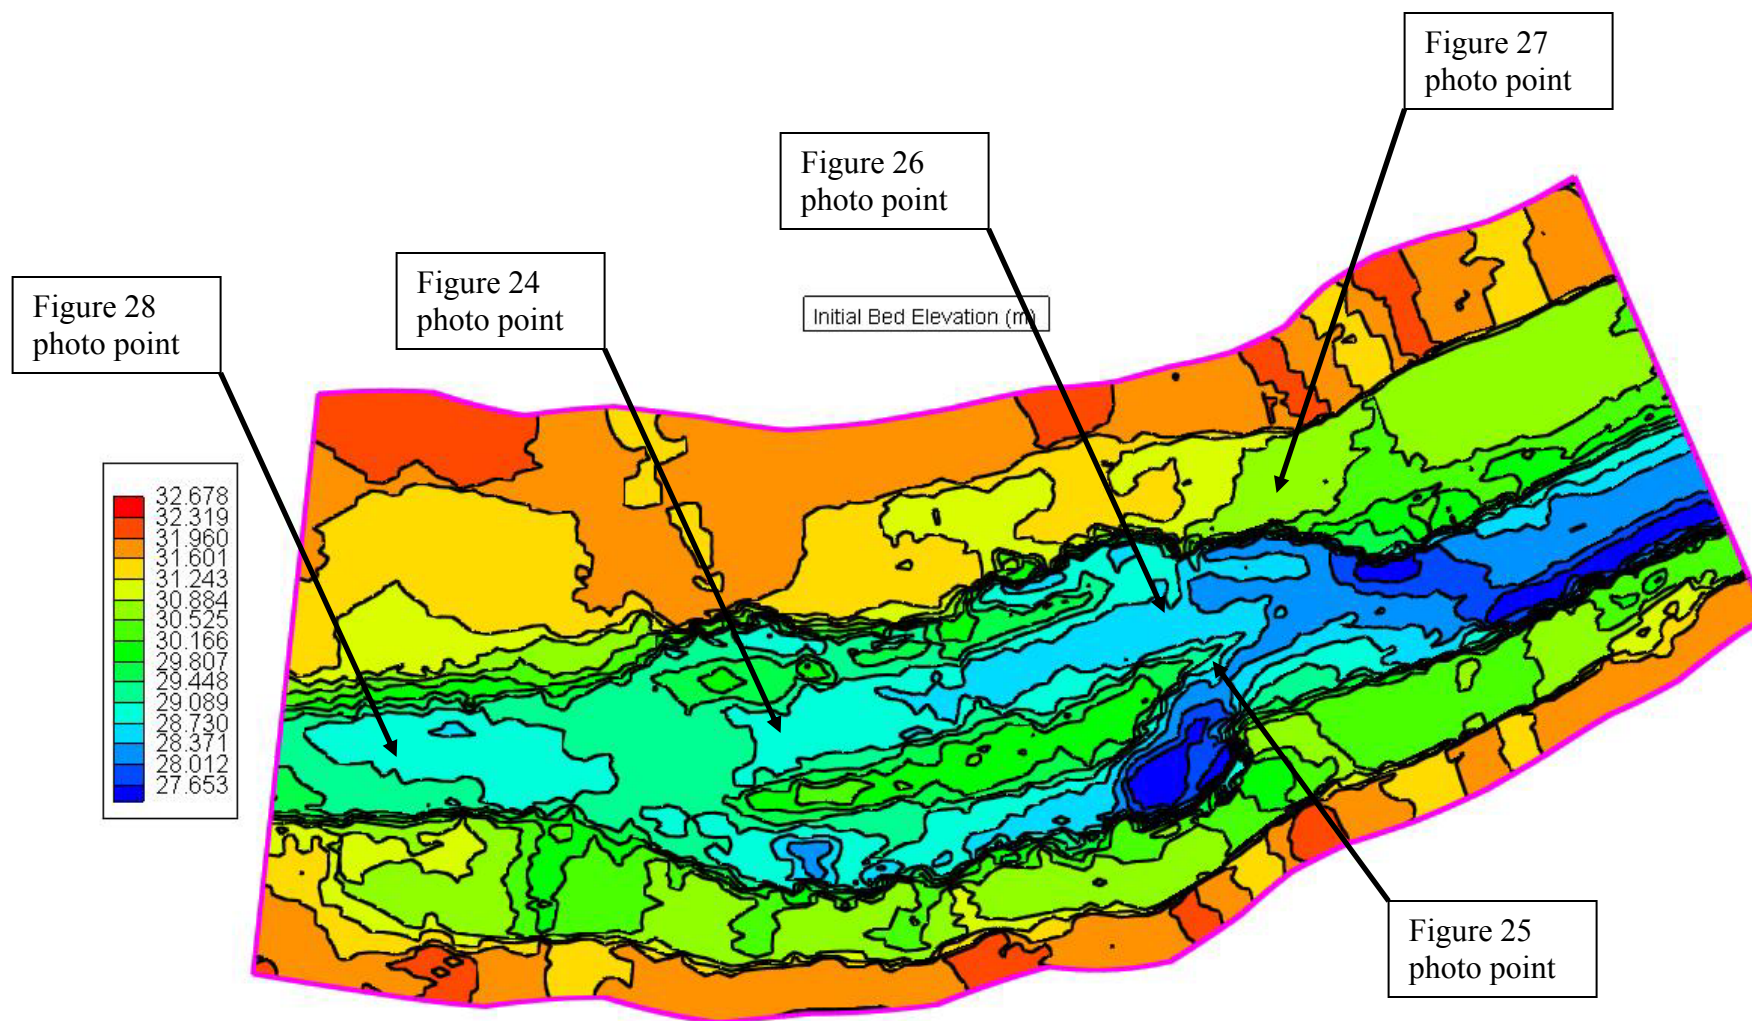 Figure 27
photo point
Figure 26
photo point
Figure 24
photo point
Figure 28
photo point
Initial Bed Elevation (m)
32.678
32.319
31.960
31.601
31.243
30.884
30.525
30.166
29.807
29.448
29.089
28.730
28.371
28.012
27.653
Figure 25
photo point